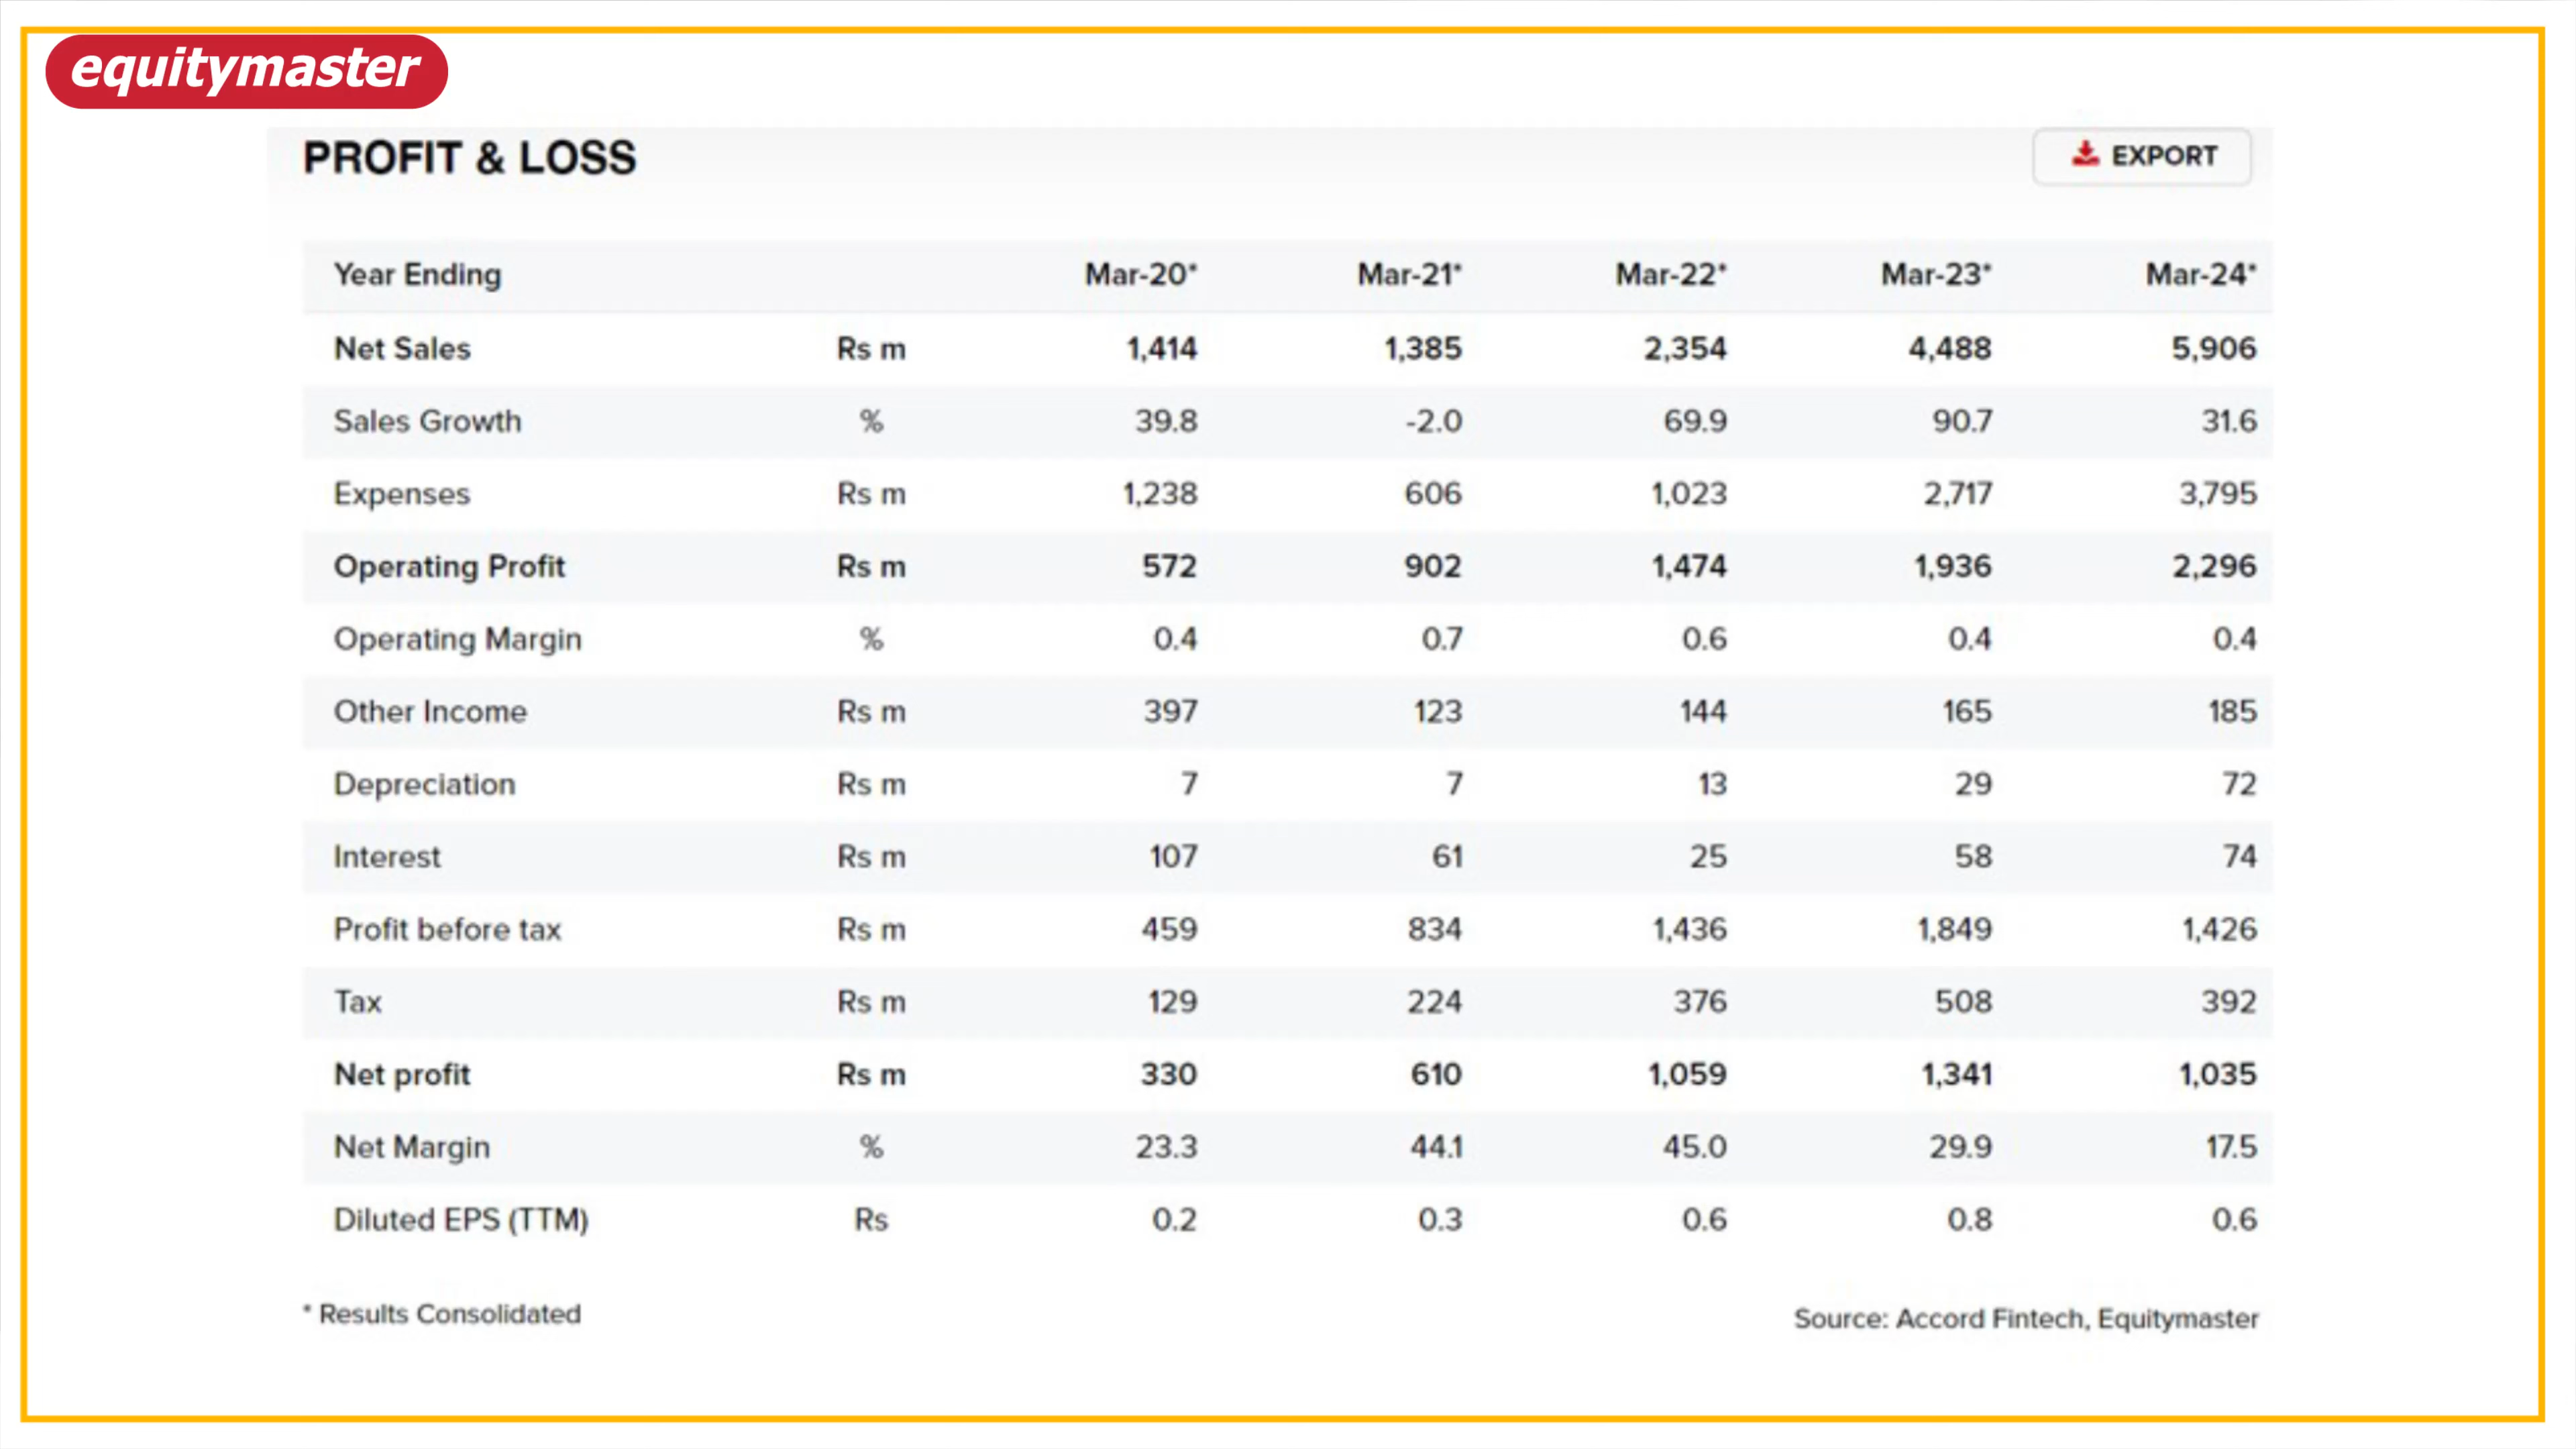 equitymaster
PROFIT & LOSS
EXPORT
Year Ending Mar-20* Mar-21* Mar-22* Mar-23* Mar-24*
Net Sales Rs m 1,414 1,385 2,354 4,488 5,906
Sales Growth % 39.8 -2.0 69.9 90.7 31.6
Expenses Rs m 1,238 606 1,023 2,717 3,795
Operating Profit Rs m 572 902 1,474 1,936 2,296
Operating Margin % 0.4 0.7 0.6 0.4 0.4
Other Income Rs m 397 123 144 165 185
Depreciation Rs m 7 7 13 29 72
Interest Rs m 107 61 25 58 74
Profit before tax Rs m 459 834 1,436 1,849 1,426
Tax Rs m 129 224 376 508 392
Net profit Rs m 330 610 1,059 1,341 1,035
Net Margin % 23.3 44.1 45.0 29.9 17.5
Diluted EPS (TTM) Rs 0.2 0.3 0.6 0.8 0.6
* Results Consolidated
Source: Accord Fintech, Equitymaster